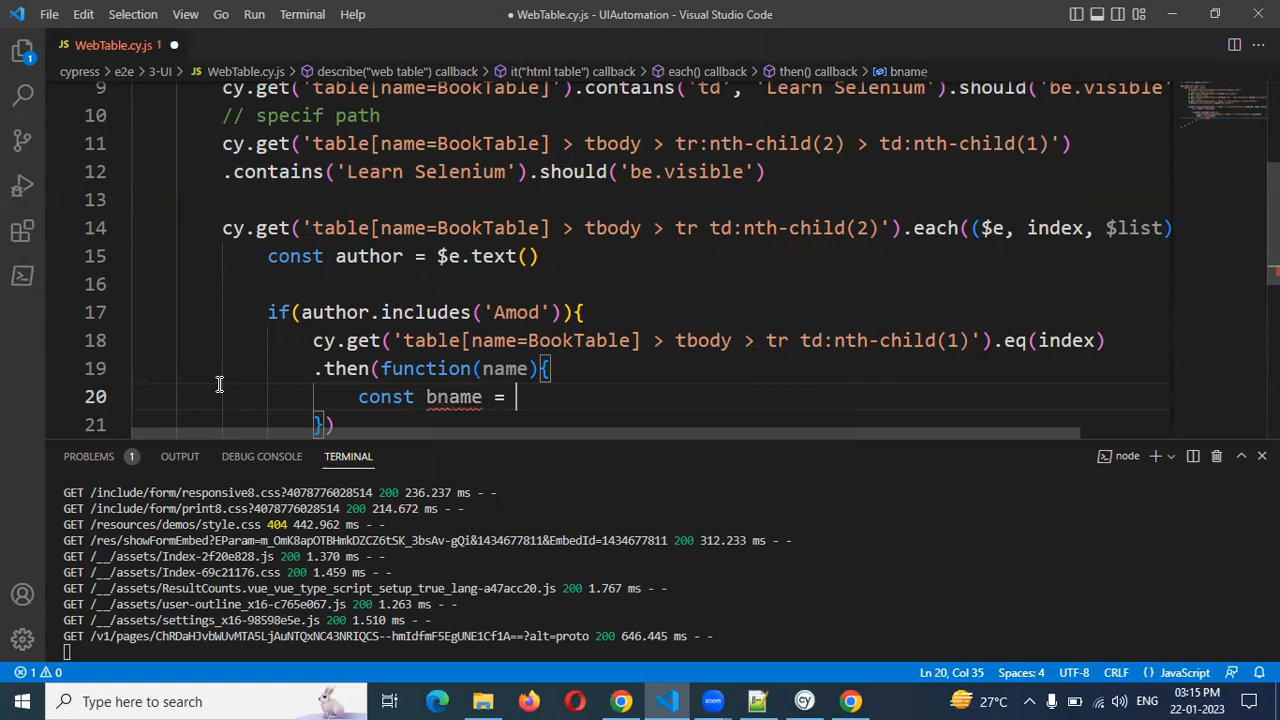 File Edit Selection View Go Run Terminal Help
● WebTable.cy.js - UIAutomation - Visual Studio Code
1
JS WebTable.cy.js 1 ●
cypress > e2e > 3-UI > JS WebTable.cy.js > describe("web table") callback > it("html table") callback > each() callback > then() callback > bname
9 cy.get('table[name=BookTable]').contains('td', 'Learn Selenium').should('be.visible'
10 // specif path
11 cy.get('table[name=BookTable] > tbody > tr:nth-child(2) > td:nth-child(1)')
12 .contains('Learn Selenium').should('be.visible')
13
14 cy.get('table[name=BookTable] > tbody > tr td:nth-child(2)').each(($e, index, $list)
15 const author = $e.text()
16
17 if(author.includes('Amod')){
18 cy.get('table[name=BookTable] > tbody > tr td:nth-child(1)').eq(index)
19 .then(function(name){
20 const bname =
21 })
PROBLEMS 1 OUTPUT DEBUG CONSOLE TERMINAL
node
GET /include/form/responsive8.css?4078776028514 200 236.237 ms - -
GET /include/form/print8.css?4078776028514 200 214.672 ms - -
GET /resources/demos/style.css 404 442.962 ms - -
GET /res/showFormEmbed?EParam=m_OmK8apOTBHmkDZCZ6tSK_3bsAv-gQi&1434677811&EmbedId=1434677811 200 312.233 ms - -
GET /__/assets/Index-2f20e828.js 200 1.370 ms - -
GET /__/assets/Index-69c21176.css 200 1.459 ms - -
GET /__/assets/ResultCounts.vue_vue_type_script_setup_true_lang-a47acc20.js 200 1.767 ms - -
GET /__/assets/user-outline_x16-c765e067.js 200 1.263 ms - -
GET /__/assets/settings_x16-98598e5e.js 200 1.510 ms - -
GET /v1/pages/ChRDaHJvbWUvMTA5LjAuNTQxNC43NRIQCS--hmIdfmF5EgUNE1Cf1A==?alt=proto 200 646.445 ms - -
1 0
Ln 20, Col 35 Spaces: 4 UTF-8 CRLF {} JavaScript
Type here to search
zoom
CY
27°C
ENG
03:15 PM
22-01-2023
1